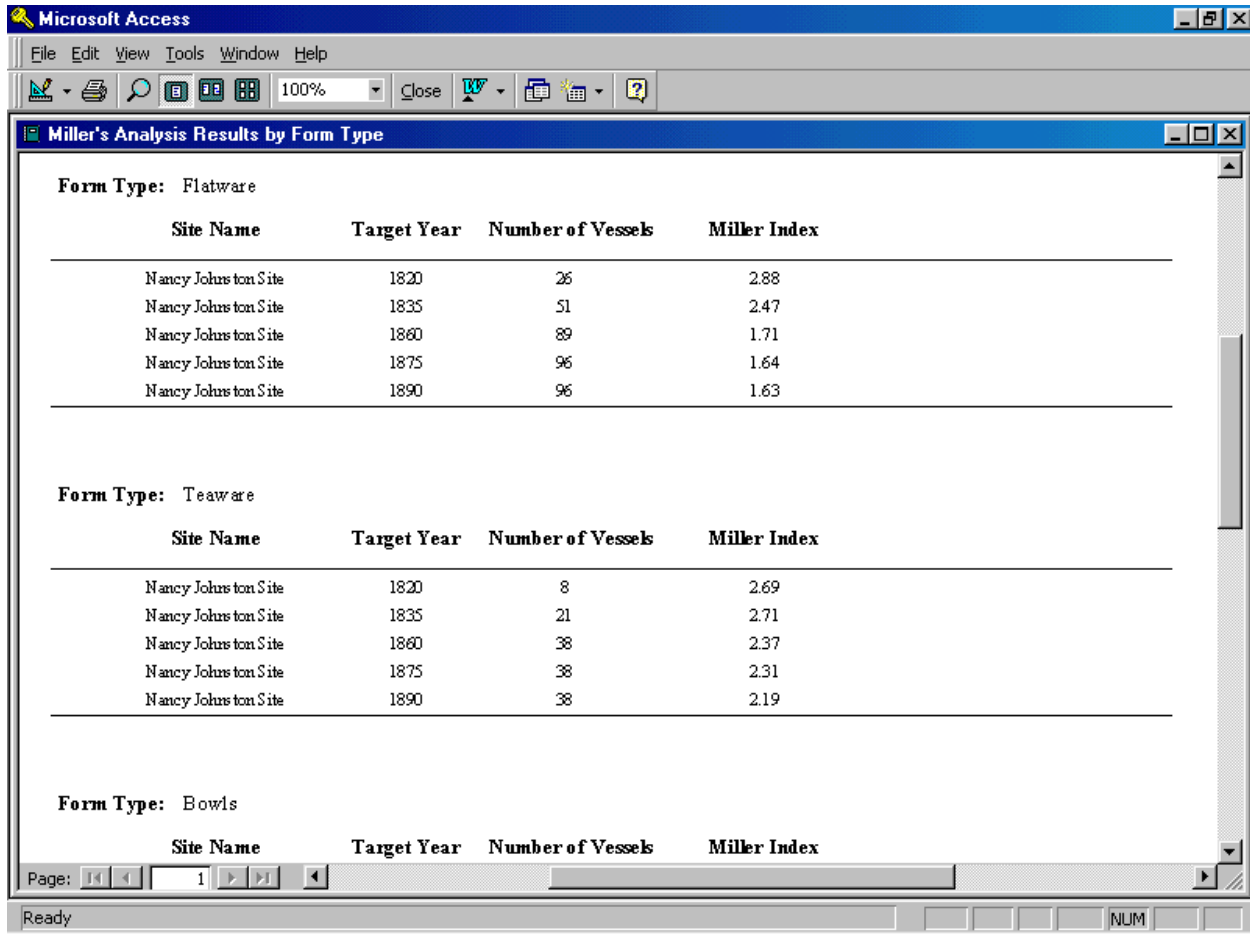 Microsoft Access
File Edit View Tools Window Help
100% Close W
Miller's Analysis Results by Form Type
Form Type: Flatware
Site Name Target Year Number of Vessels Miller Index
Nancy Johnston Site 1820 26 2.88
Nancy Johnston Site 1835 51 2.47
Nancy Johnston Site 1860 89 1.71
Nancy Johnston Site 1875 96 1.64
Nancy Johnston Site 1890 96 1.63
Form Type: Teaware
Site Name Target Year Number of Vessels Miller Index
Nancy Johnston Site 1820 8 2.69
Nancy Johnston Site 1835 21 2.71
Nancy Johnston Site 1860 38 2.37
Nancy Johnston Site 1875 38 2.31
Nancy Johnston Site 1890 38 2.19
Form Type: Bowls
Site Name Target Year Number of Vessels Miller Index
Page: 1
Ready NUM